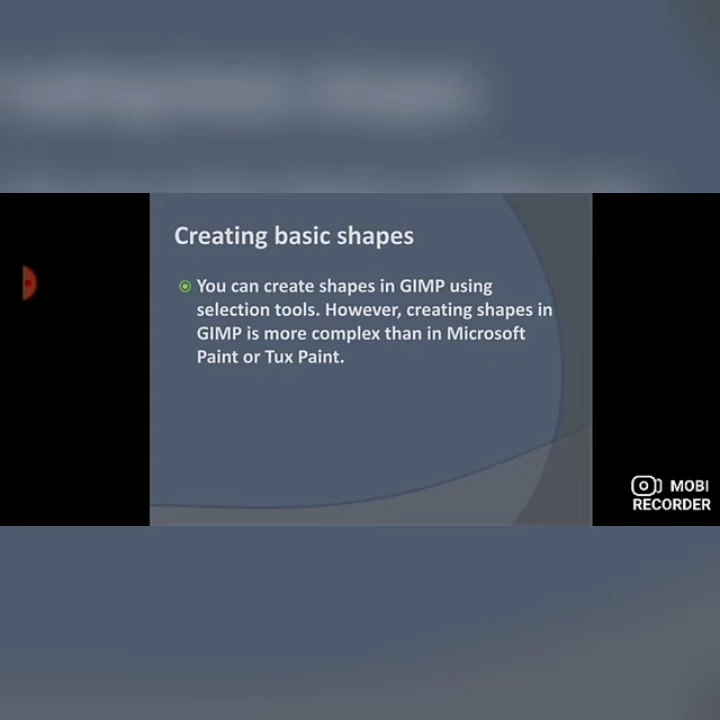 Creating basic shapes
You can create shapes in GIMP using
selection tools. However, creating shapes in
GIMP is more complex than in Microsoft
Paint or Tux Paint.
MOBI
RECORDER